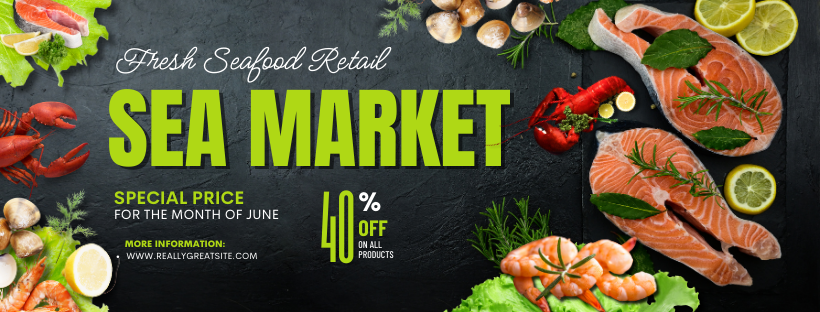 Fresh Seafood Retail
SEA MARKET
SPECIAL PRICE
FOR THE MONTH OF JUNE
40%
OFF
ON ALL
PRODUCTS
MORE INFORMATION:
WWW.REALLYGREATSITE.COM